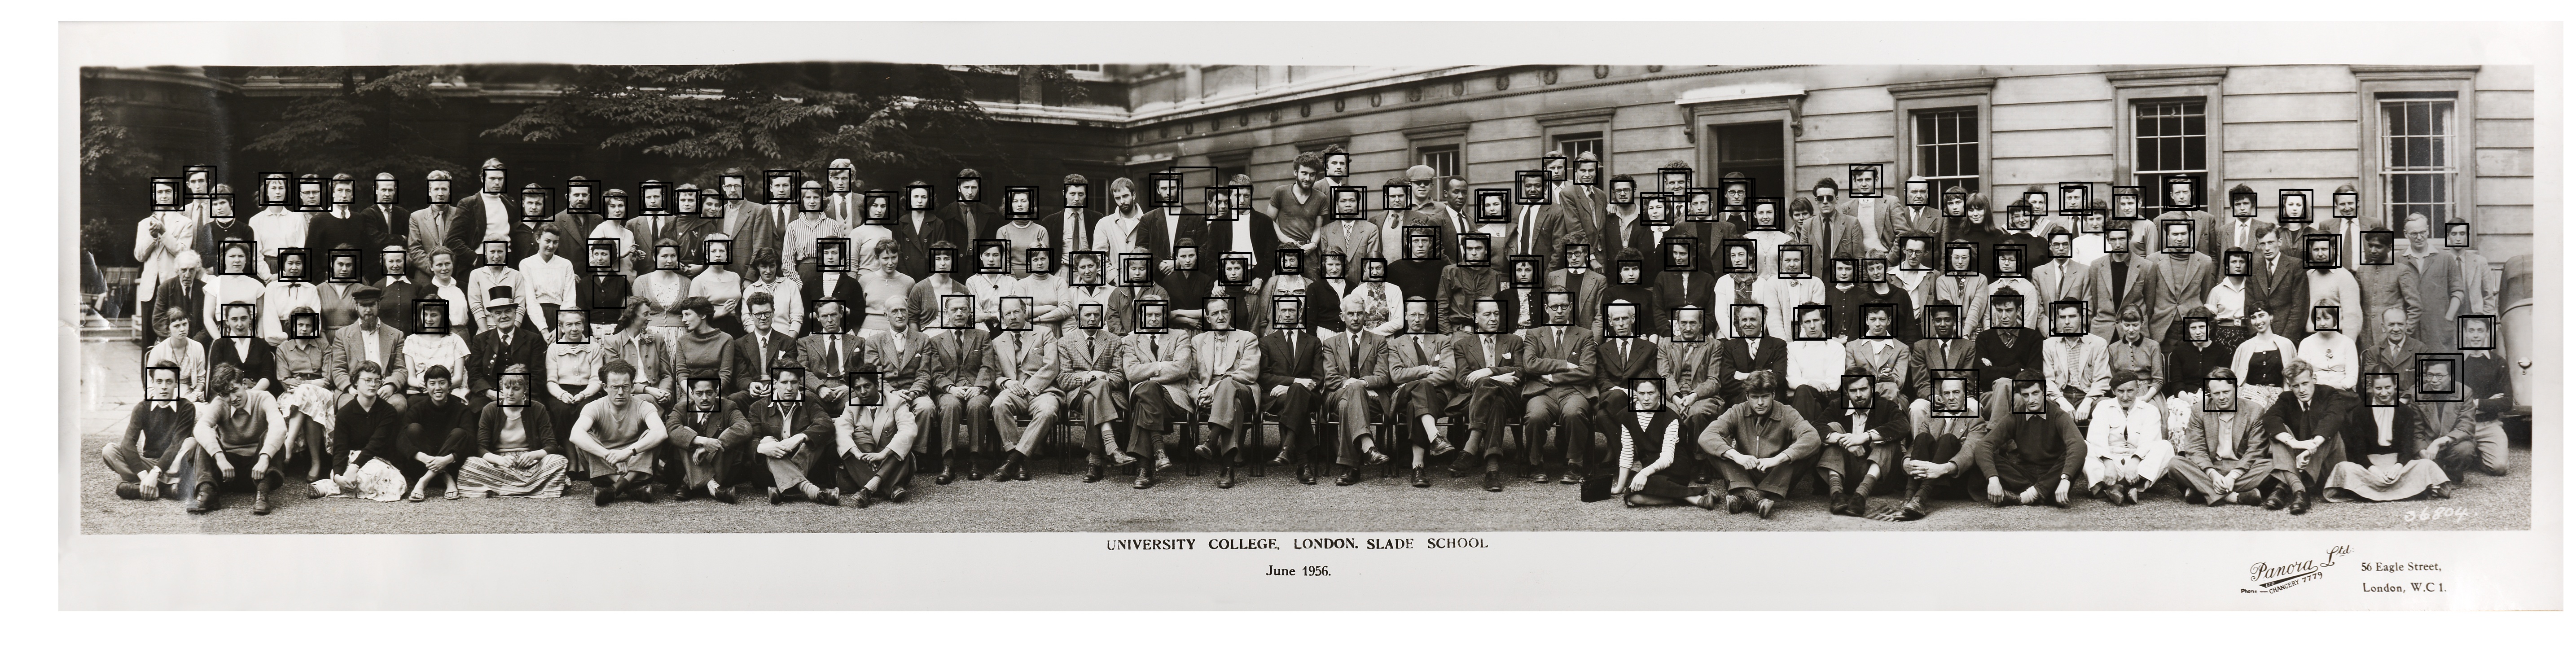 36804.
UNIVERSITY COLLEGE, LONDON. SLADE SCHOOL
June 1956.
Panora Ltd.
Phone — CHANCERY 7779
56 Eagle Street,
London, W.C 1.